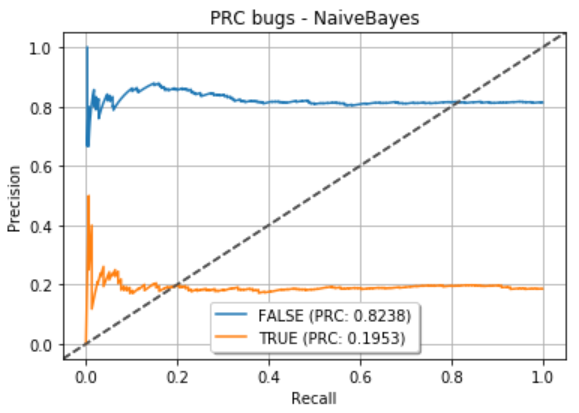 PRC bugs - NaiveBayes
1.0
0.8
0.6
0.4
0.2
0.0
Precision
FALSE (PRC: 0.8238)
TRUE (PRC: 0.1953)
0.0 0.2 0.4 0.6 0.8 1.0
Recall